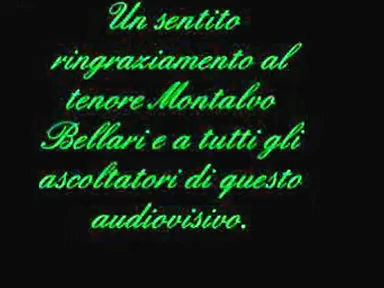 Un sentito
ringraziamento al
tenore Montalvo
Bellari e a tutti gli
ascoltatori di questo
audiovisivo.